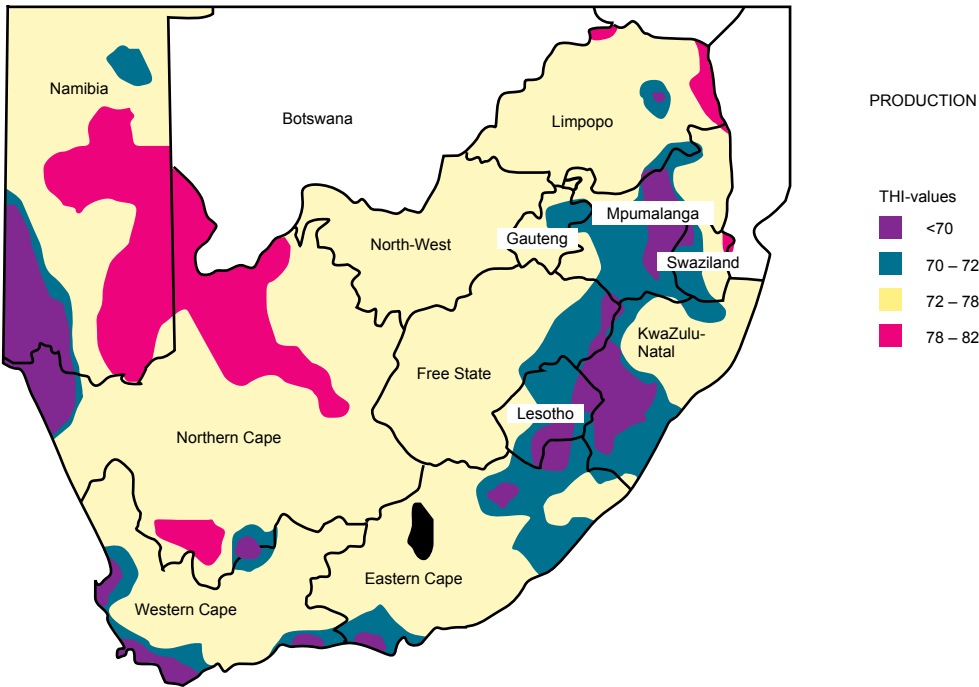 Namibia
Botswana
Limpopo
PRODUCTION
THI-values
<70
70 – 72
72 – 78
78 – 82
Mpumalanga
Gauteng
North-West
Swaziland
KwaZulu-
Natal
Free State
Lesotho
Northern Cape
Eastern Cape
Western Cape